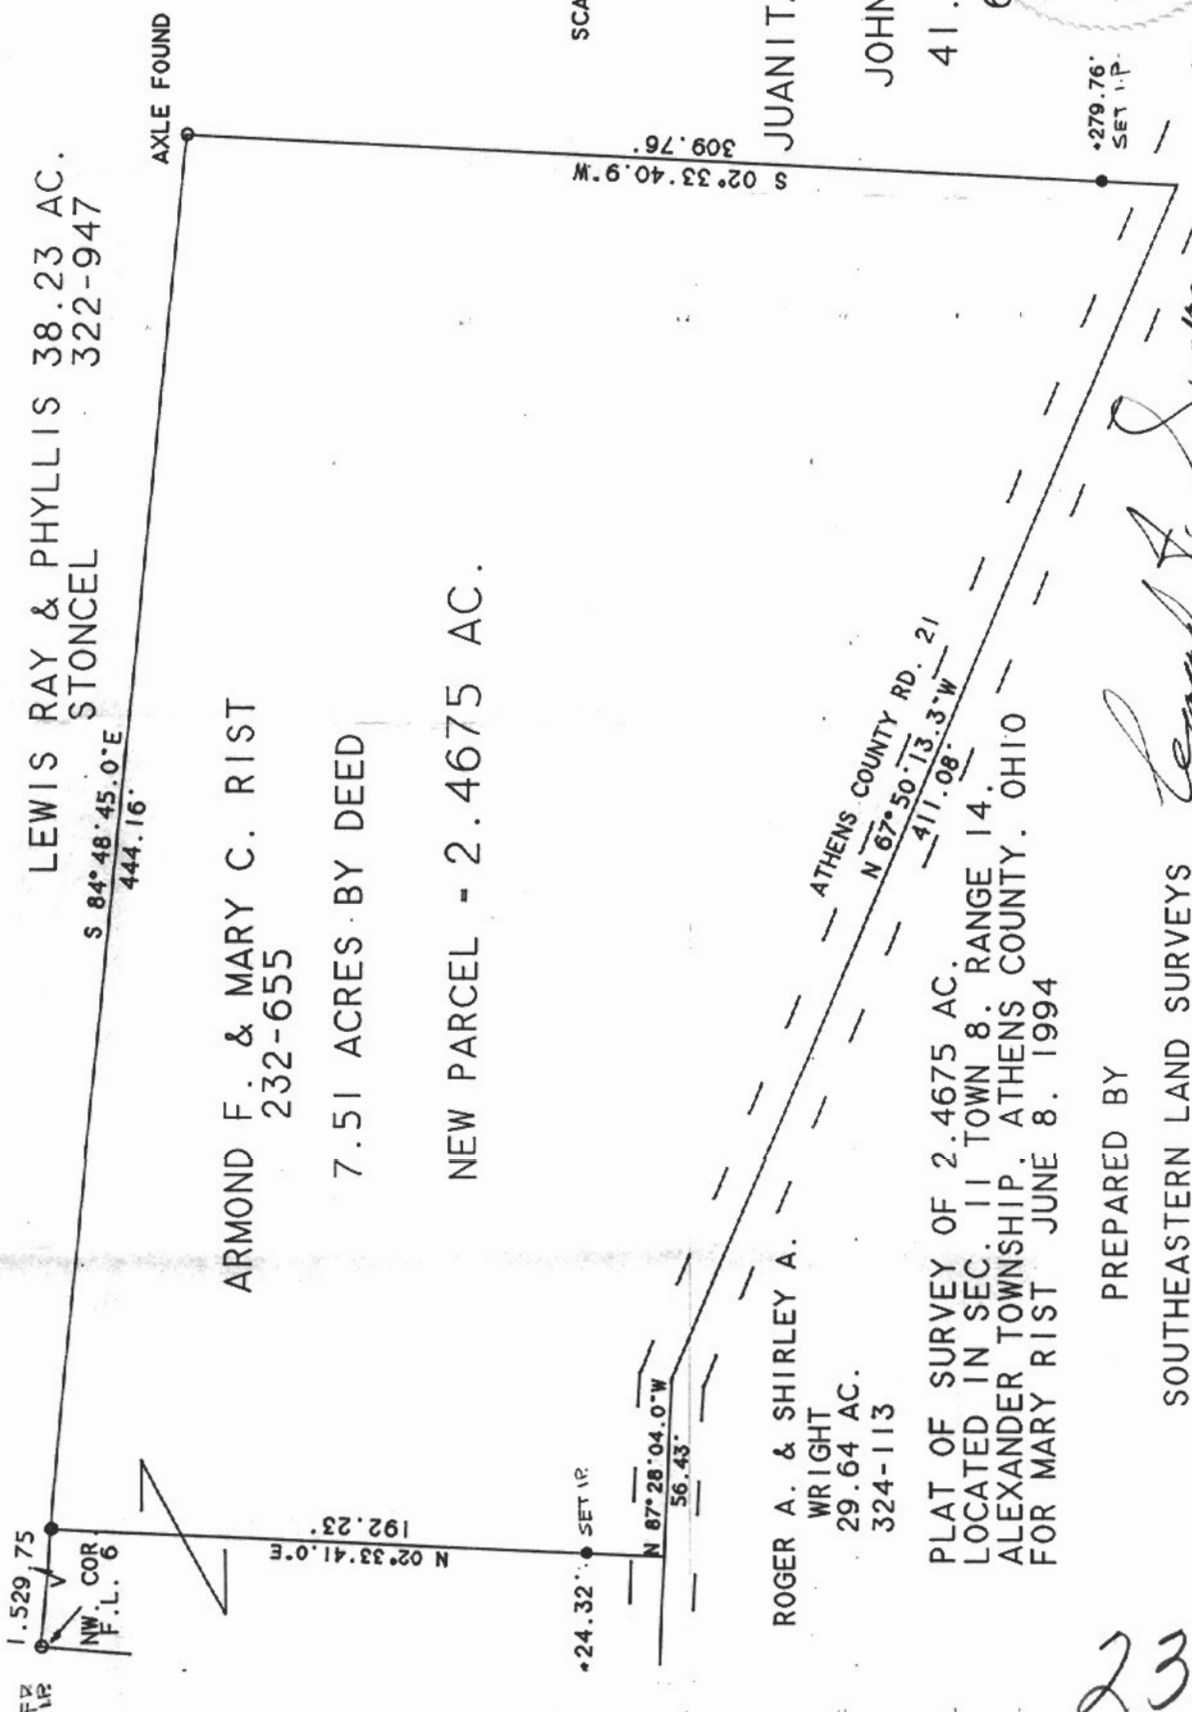 1.529.75
NW. COR.
F.L. 6
LEWIS RAY & PHYLLIS 38.23 AC.
STONCEL 322-947
S 84°48'45.0"E
444.16'
AXLE FOUND
ARMOND F. & MARY C. RIST
232-655
7.51 ACRES BY DEED
NEW PARCEL - 2.4675 AC.
N 02°33'41.0"E
192.23'
S 02°33'40.9"W
309.76'
+24.32'
SET I.P.
N 87°28'04.0"W
56.43'
ATHENS COUNTY RD. 21
N 67°50'13.3"W
411.08'
+279.76'
SET I.P.
JOHN
41.
ROGER A. & SHIRLEY A.
WRIGHT
29.64 AC.
324-113
PLAT OF SURVEY OF 2.4675 AC.
LOCATED IN SEC. 11 TOWN 8. RANGE 14.
ALEXANDER TOWNSHIP. ATHENS COUNTY. OHIO
FOR MARY RIST JUNE 8. 1994
PREPARED BY
SOUTHEASTERN LAND SURVEYS
23